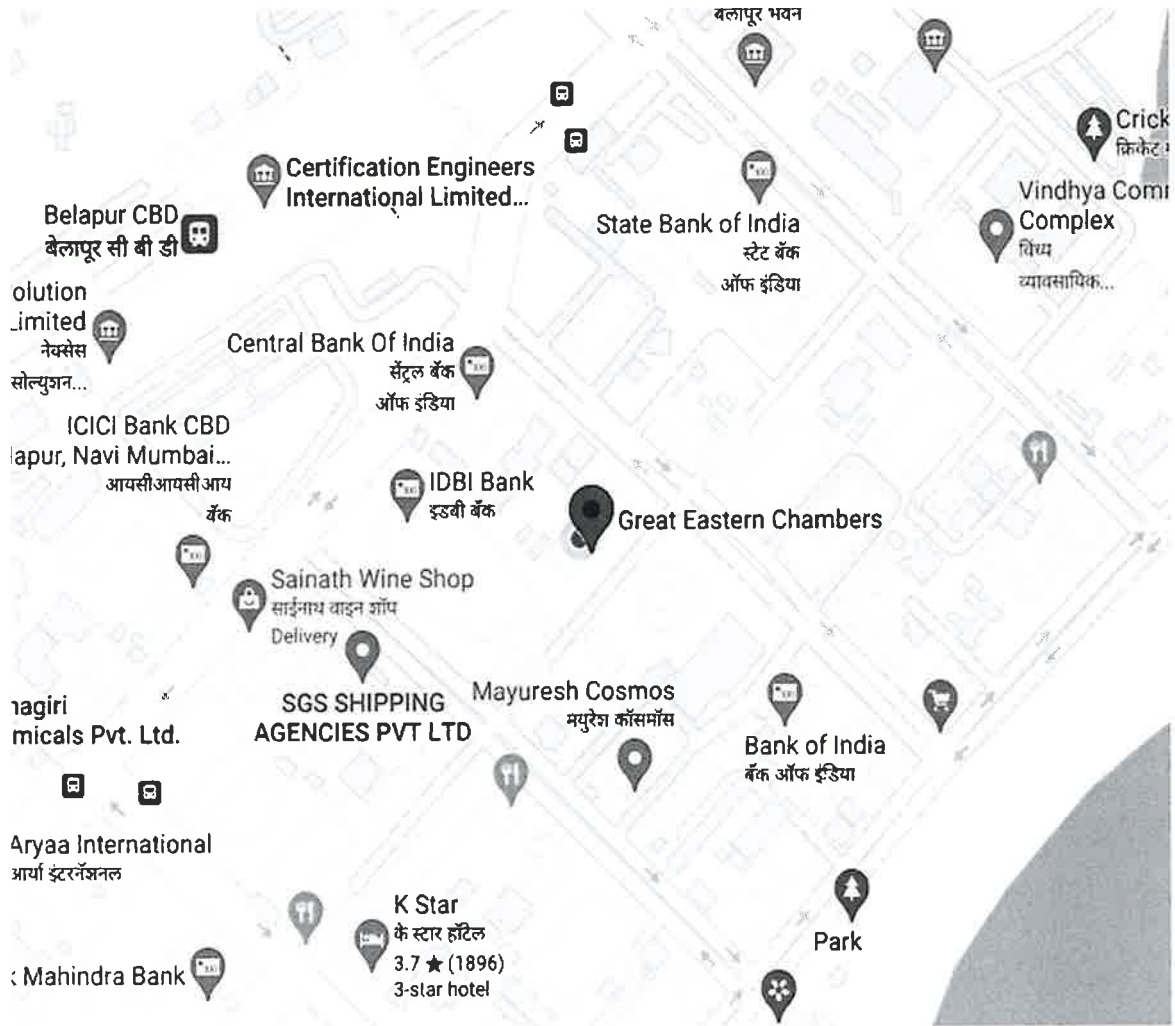 बेलापूर भवन
Crick
क्रिकेट
Certification Engineers
International Limited...
Belapur CBD
बेलापूर सी बी डी
State Bank of India
स्टेट बँक
ऑफ इंडिया
Vindhya Comm
Complex
विंध्य
व्यावसायिक...
olution
Limited
नेक्सेस
सोल्युशन...
Central Bank Of India
सेंट्रल बँक
ऑफ इंडिया
ICICI Bank CBD
lapur, Navi Mumbai...
आयसीआयसीआय
बँक
IDBI Bank
इडबी बँक
Great Eastern Chambers
Sainath Wine Shop
साईनाथ वाइन शॉप
Delivery
SGS SHIPPING
AGENCIES PVT LTD
Mayuresh Cosmos
मयुरेश कॉसमॉस
nagiri
micals Pvt. Ltd.
Bank of India
बँक ऑफ इंडिया
Aryaa International
आर्या इंटरनॅशनल
K Star
के स्टार हॉटेल
3.7 ★ (1896)
3-star hotel
Park
k Mahindra Bank